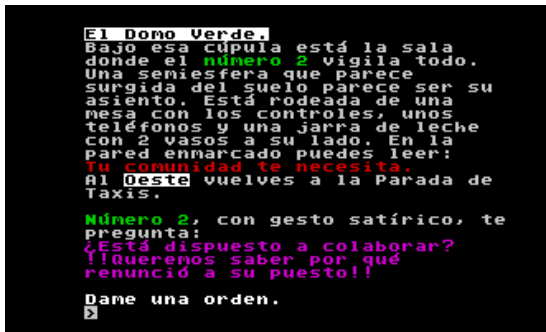 El Domo Verde.
Bajo esa cúpula está la sala
donde el número 2 vigila todo.
Una semiesfera que parece
surgida del suelo parece ser su
asiento. Está rodeada de una
mesa con los controles, unos
teléfonos y una jarra de leche
con 2 vasos a su lado. En la
pared enmarcado puedes leer:
Tu comunidad te necesita.
Al Oeste vuelves a la Parada de
Taxis.
Número 2, con gesto satírico, te
pregunta:
¿Está dispuesto a colaborar?
!!Queremos saber por qué
renunció a su puesto!!
Dame una orden.
>